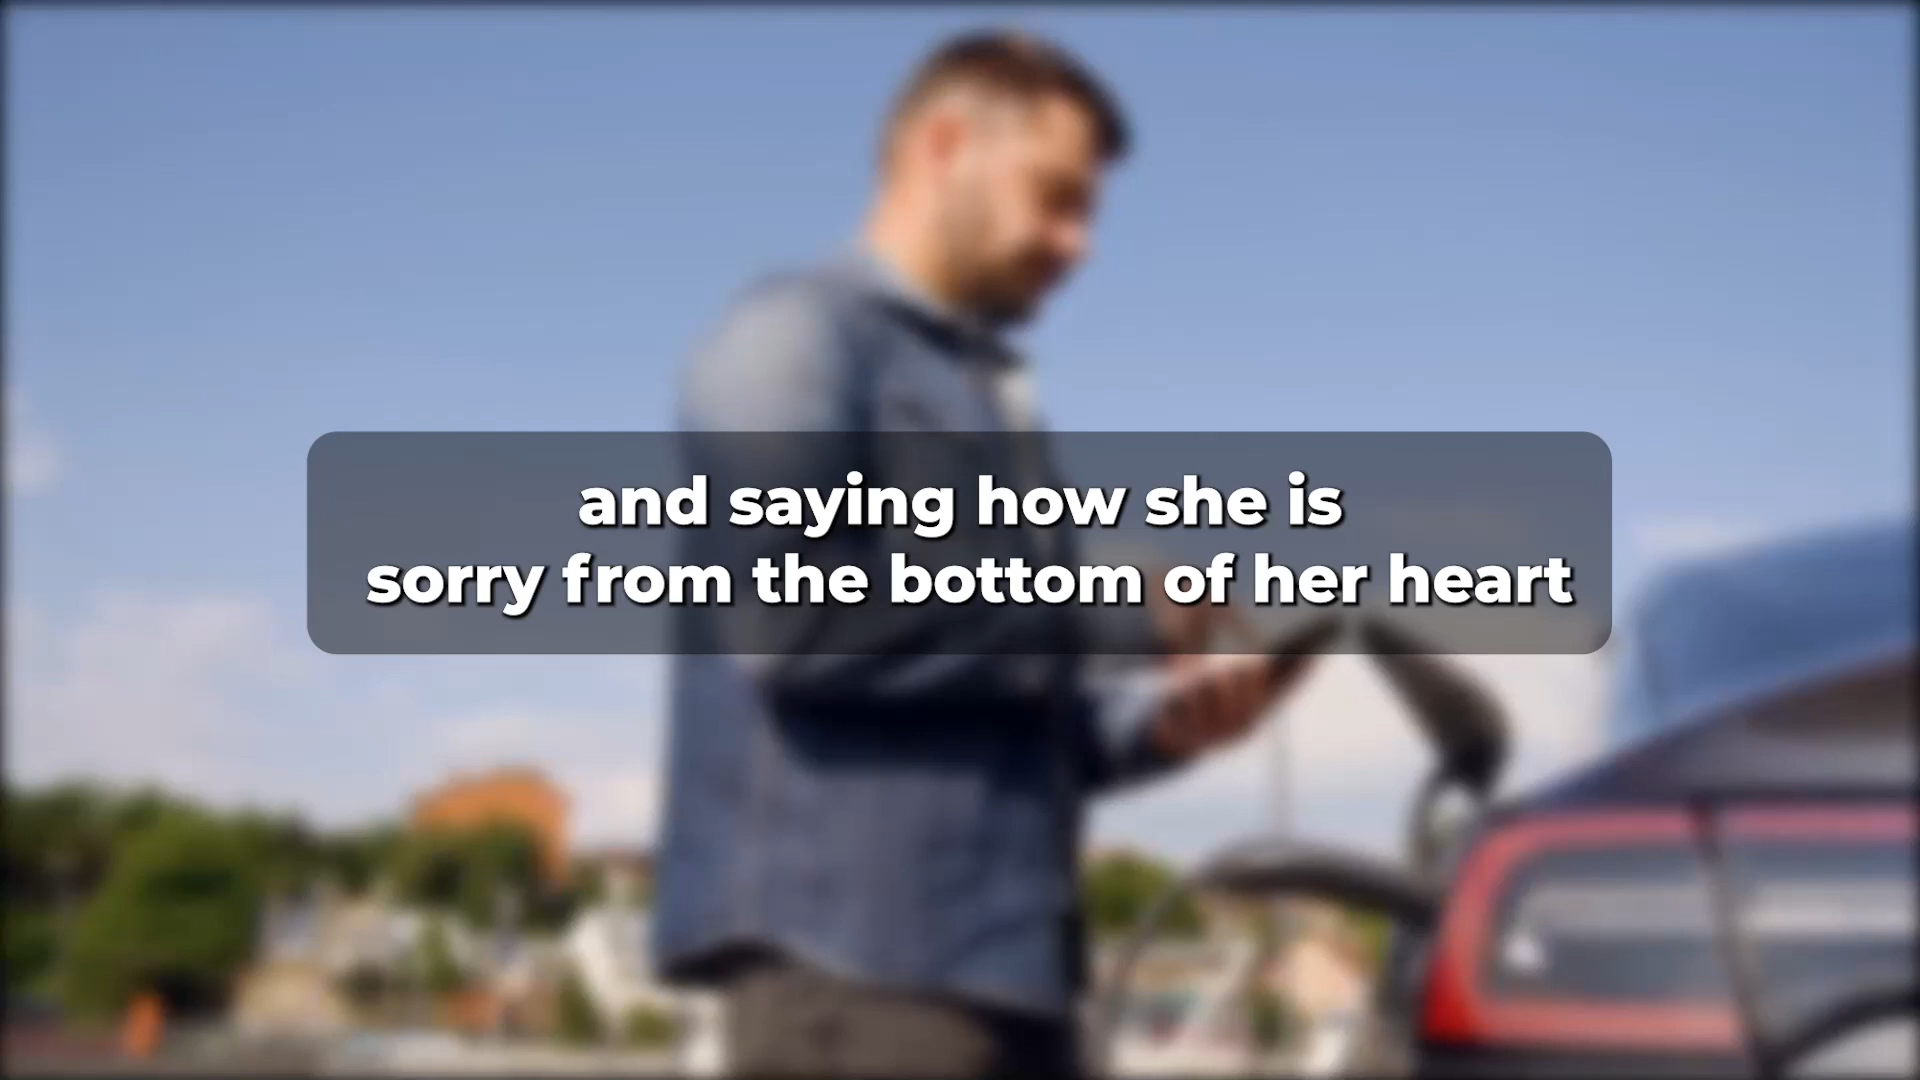 and saying how she is
sorry from the bottom of her heart